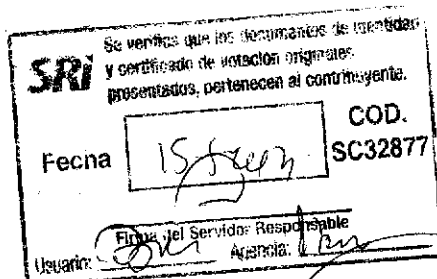 SRi
Se verifica que los documentos de identidad
y certificado de votación originales
presentados, pertenecen al contribuyente.
COD.
SC32877
Fecha
15
Firma del Servidor Responsable
Usuario:
Agencia: